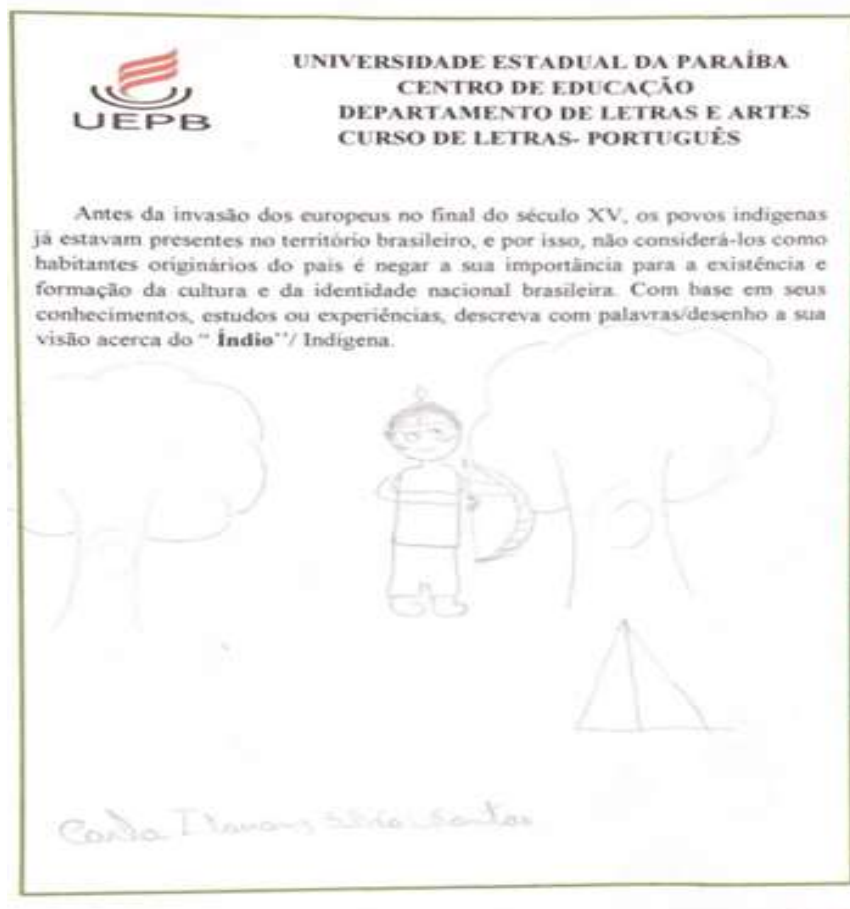 UEPB
UNIVERSIDADE ESTADUAL DA PARAÍBA
CENTRO DE EDUCAÇÃO
DEPARTAMENTO DE LETRAS E ARTES
CURSO DE LETRAS- PORTUGUÊS
Antes da invasão dos europeus no final do século XV, os povos indígenas
já estavam presentes no território brasileiro, e por isso, não considerá-los como
habitantes originários do país é negar a sua importância para a existência e
formação da cultura e da identidade nacional brasileira. Com base em seus
conhecimentos, estudos ou experiências, descreva com palavras/desenho a sua
visão acerca do “ Índio’’/ Indígena.
Santos